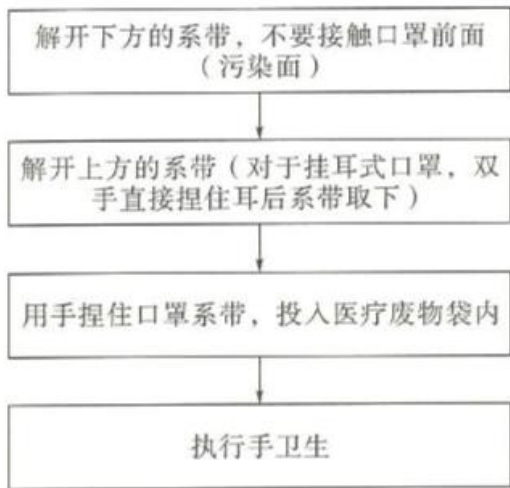 解开下方的系带，不要接触口罩前面
（污染面）
解开上方的系带（对于挂耳式口罩，双
手直接捏住耳后系带取下）
用手捏住口罩系带，投入医疗废物袋内
执行手卫生